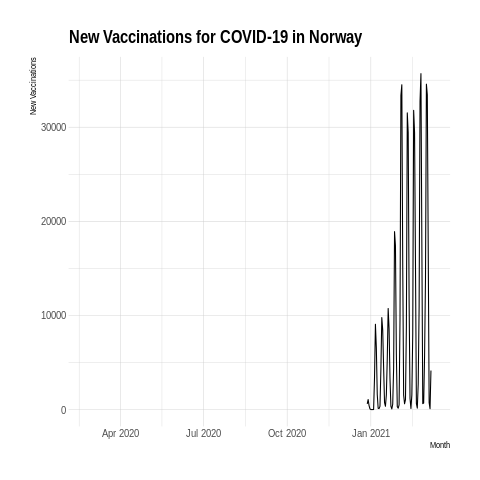 New Vaccinations for COVID-19 in Norway
New Vaccinations
30000
20000
10000
0
Apr 2020
Jul 2020
Oct 2020
Jan 2021
Month